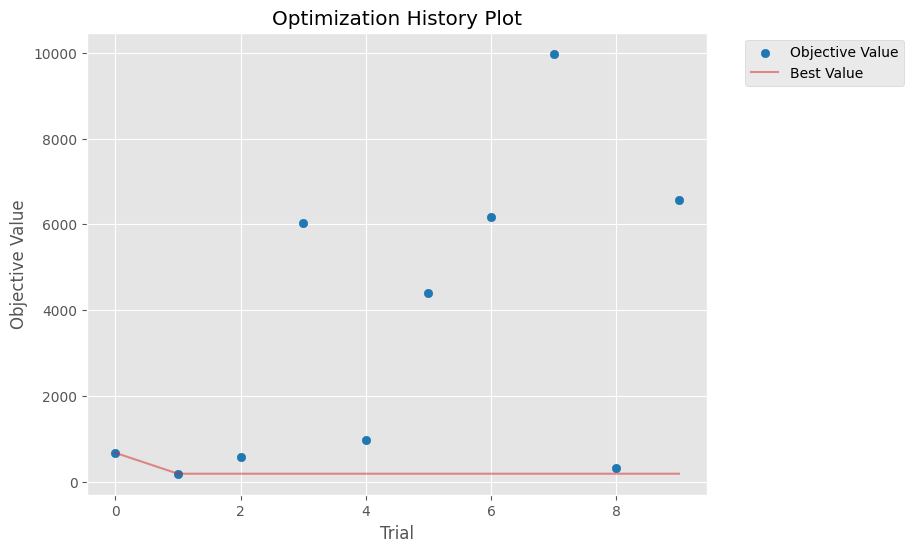 Optimization History Plot
Objective Value
Best Value
10000
8000
6000
4000
2000
0
Objective Value
0 2 4 6 8
Trial